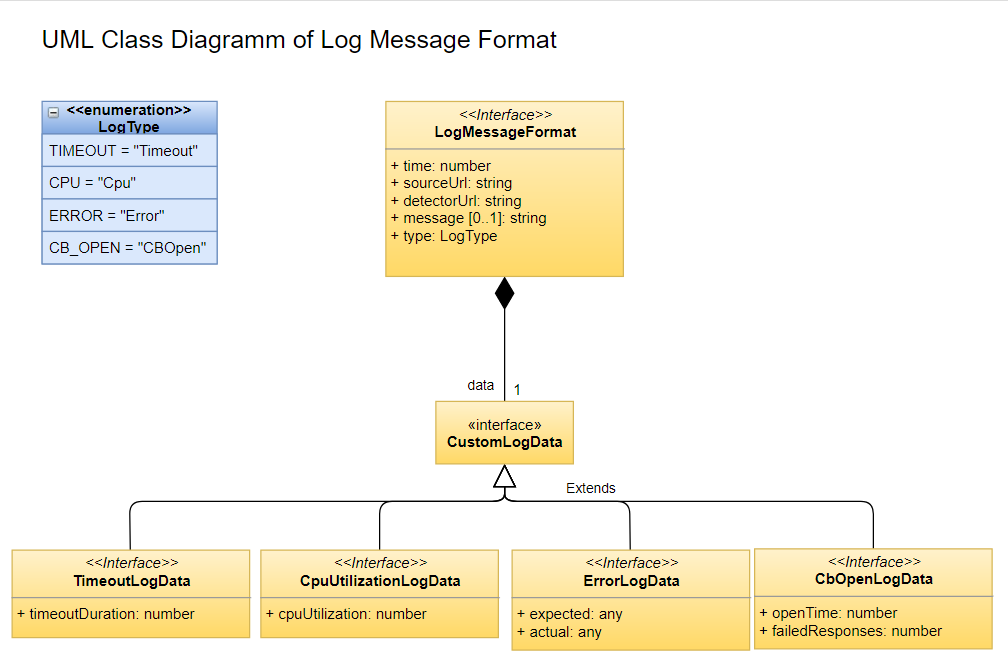 UML Class Diagramm of Log Message Format
<<enumeration>>
LogType
TIMEOUT = "Timeout"
CPU = "Cpu"
ERROR = "Error"
CB_OPEN = "CBOpen"
<<Interface>>
LogMessageFormat
+ time: number
+ sourceUrl: string
+ detectorUrl: string
+ message [0..1]: string
+ type: LogType
data
1
«interface»
CustomLogData
Extends
<<Interface>>
TimeoutLogData
+ timeoutDuration: number
<<Interface>>
CpuUtilizationLogData
+ cpuUtilization: number
<<Interface>>
ErrorLogData
+ expected: any
+ actual: any
<<Interface>>
CbOpenLogData
+ openTime: number
+ failedResponses: number